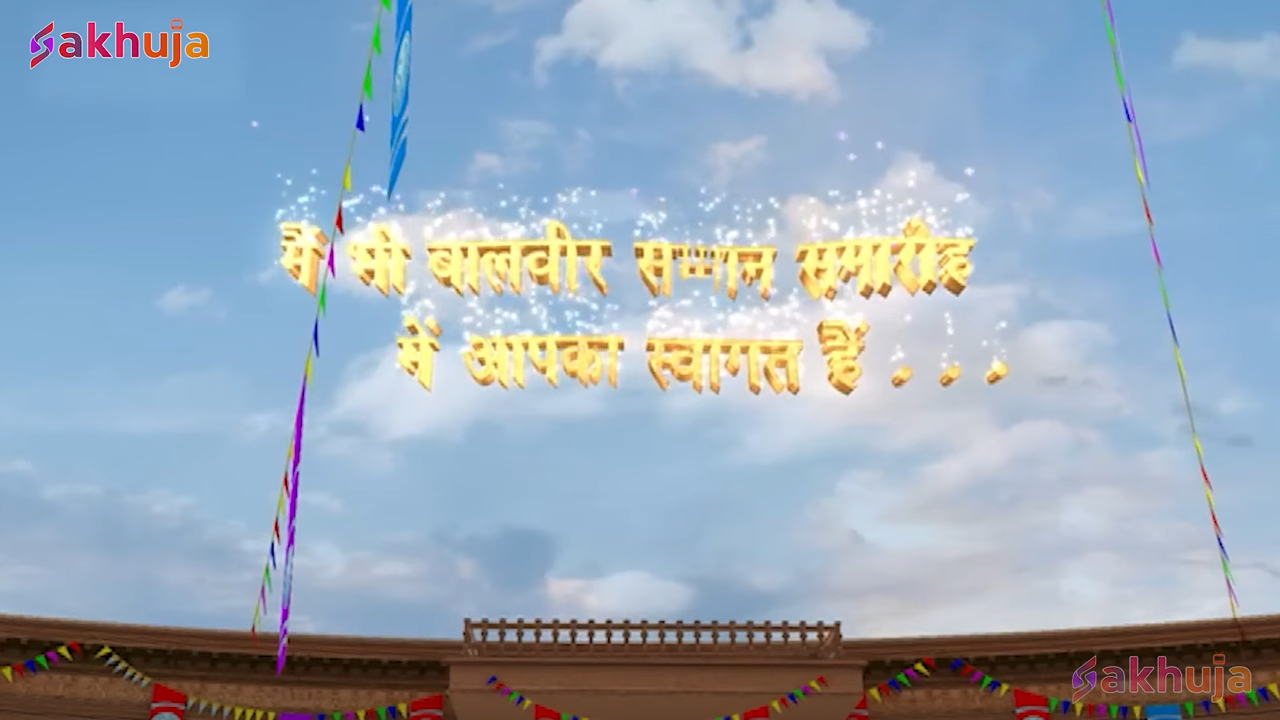 Sakhuja
मैं भी बालवीर सम्मान समारोह
में आपका स्वागत हैं . . .
Sakhuja